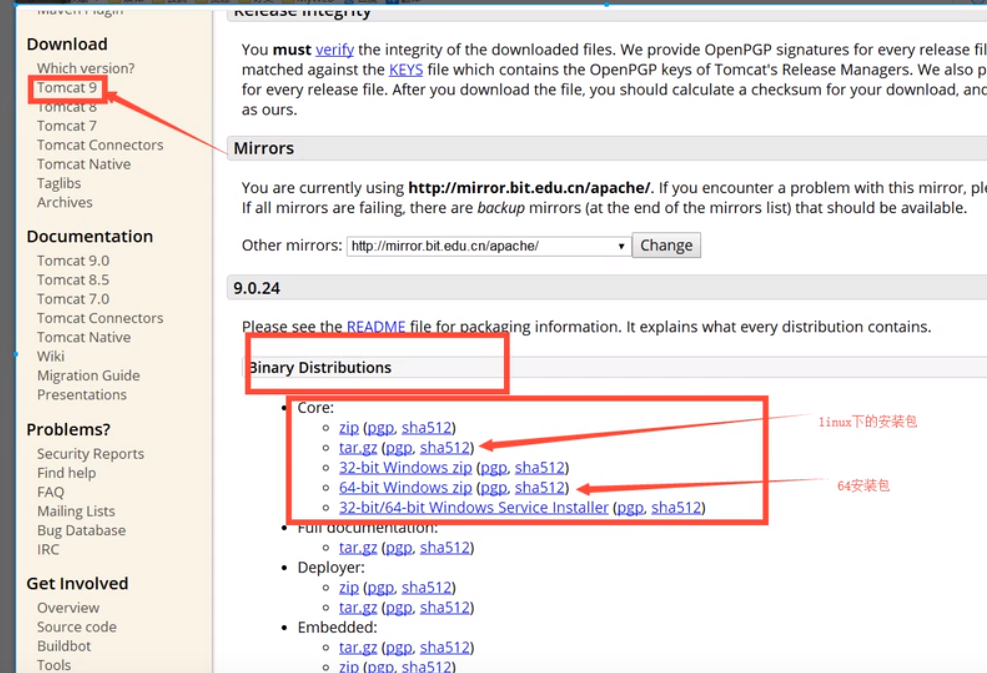 Maven Plugin
Download
Which version?
Tomcat 9
Tomcat 8
Tomcat 7
Tomcat Connectors
Tomcat Native
Taglibs
Archives
Documentation
Tomcat 9.0
Tomcat 8.5
Tomcat 7.0
Tomcat Connectors
Tomcat Native
Wiki
Migration Guide
Presentations
Problems?
Security Reports
Find help
FAQ
Mailing Lists
Bug Database
IRC
Get Involved
Overview
Source code
Buildbot
Tools
Release Integrity
You must verify the integrity of the downloaded files. We provide OpenPGP signatures for every release fil
matched against the KEYS file which contains the OpenPGP keys of Tomcat's Release Managers. We also p
for every release file. After you download the file, you should calculate a checksum for your download, and
as ours.
Mirrors
You are currently using http://mirror.bit.edu.cn/apache/. If you encounter a problem with this mirror, ple
If all mirrors are failing, there are backup mirrors (at the end of the mirrors list) that should be available.
Other mirrors: http://mirror.bit.edu.cn/apache/ Change
9.0.24
Please see the README file for packaging information. It explains what every distribution contains.
Binary Distributions
Core:
zip (pgp, sha512)
tar.gz (pgp, sha512)
linux下的安装包
32-bit Windows zip (pgp, sha512)
64-bit Windows zip (pgp, sha512)
64安装包
32-bit/64-bit Windows Service Installer (pgp, sha512)
Full documentation:
tar.gz (pgp, sha512)
Deployer:
zip (pgp, sha512)
tar.gz (pgp, sha512)
Embedded:
tar.gz (pgp, sha512)
zip (pgp, sha512)